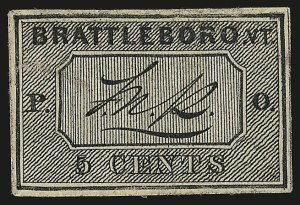 BRATTLEBORO.VT
P. F.N.P. O.
5 CENTS